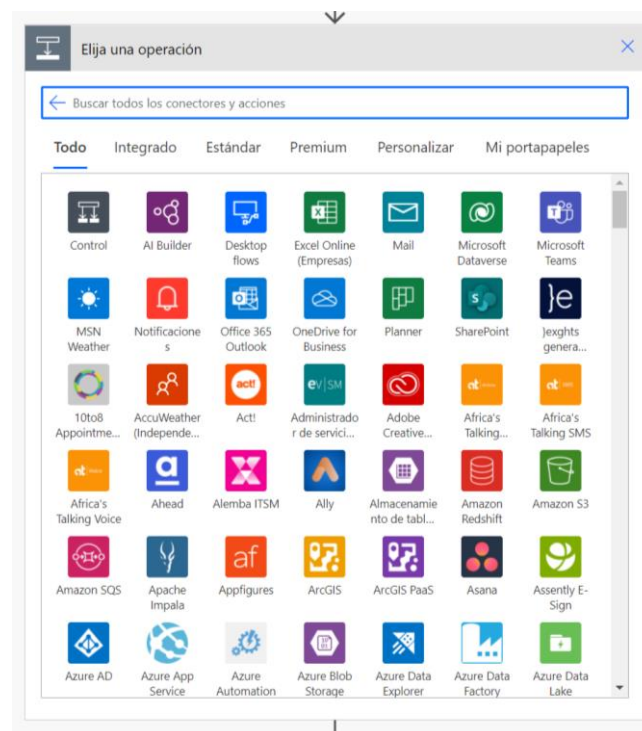 Elija una operación
Buscar todos los conectores y acciones
Todo Integrado Estándar Premium Personalizar Mi portapapeles
Control AI Builder Desktop flows Excel Online (Empresas) Mail Microsoft Dataverse Microsoft Teams
MSN Weather Notificaciones Office 365 Outlook OneDrive for Business Planner SharePoint }exghts genera...
10to8 Appointme... AccuWeather (Independe... Act! Administrador de servici... Adobe Creative... Africa's Talking... Africa's Talking SMS
Africa's Talking Voice Ahead Alemba ITSM Ally Almacenamiento de tabl... Amazon Redshift Amazon S3
Amazon SQS Apache Impala Appfigures ArcGIS ArcGIS PaaS Asana Assently E-Sign
Azure AD Azure App Service Azure Automation Azure Blob Storage Azure Data Explorer Azure Data Factory Azure Data Lake